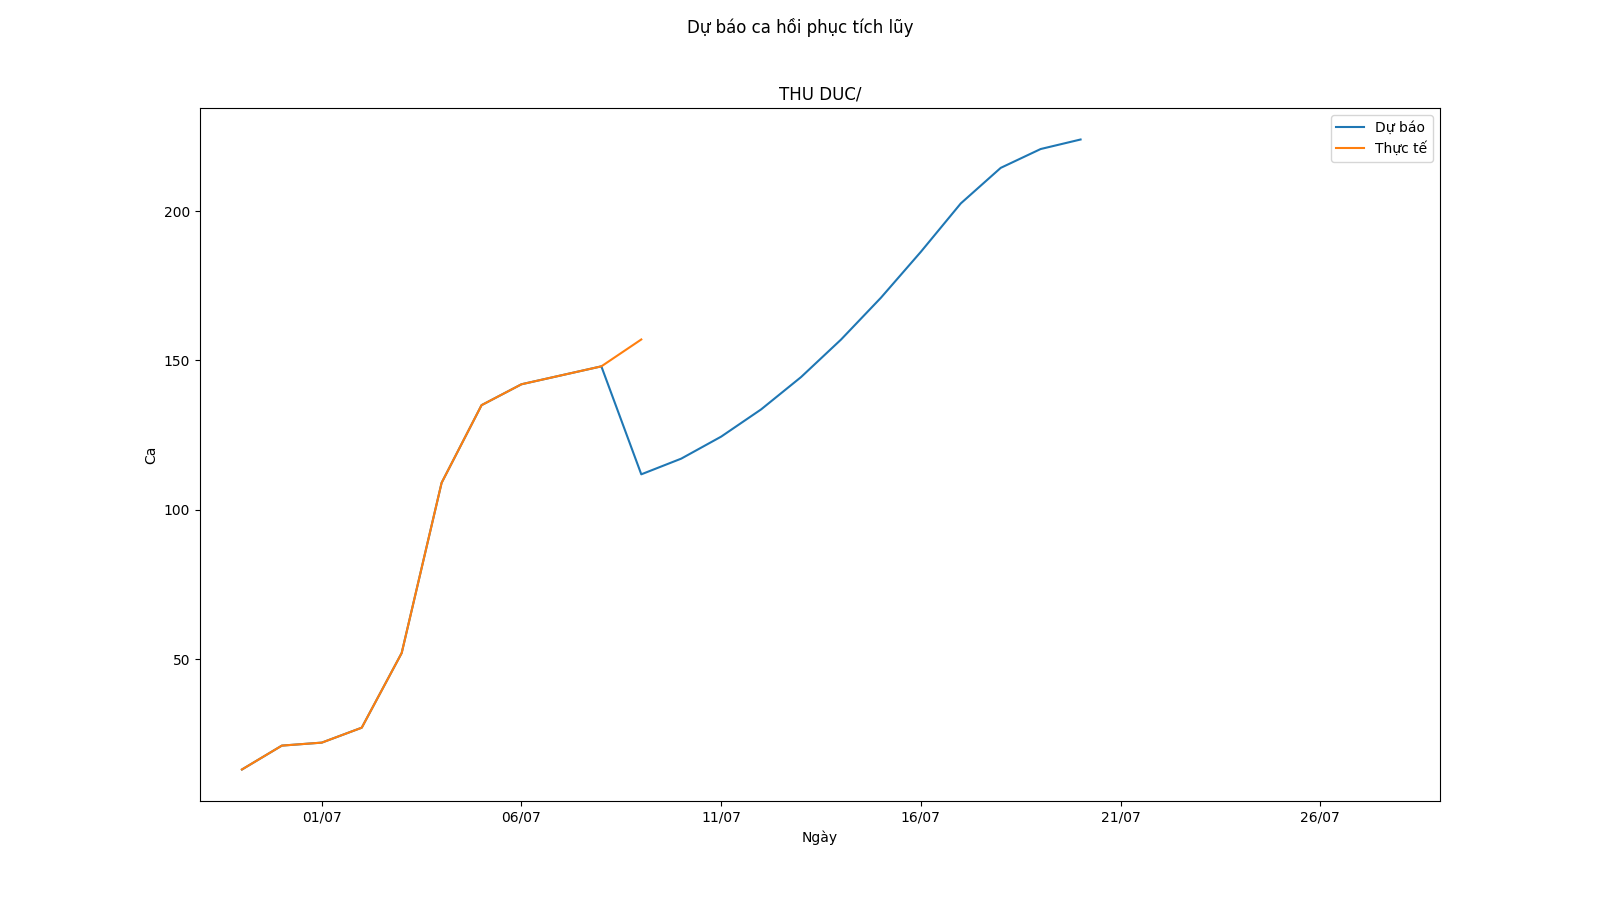 Dự báo ca hồi phục tích lũy
THU DUC/
Dự báo
Thực tế
200
150
100
50
Ca
01/07
06/07
11/07
16/07
21/07
26/07
Ngày